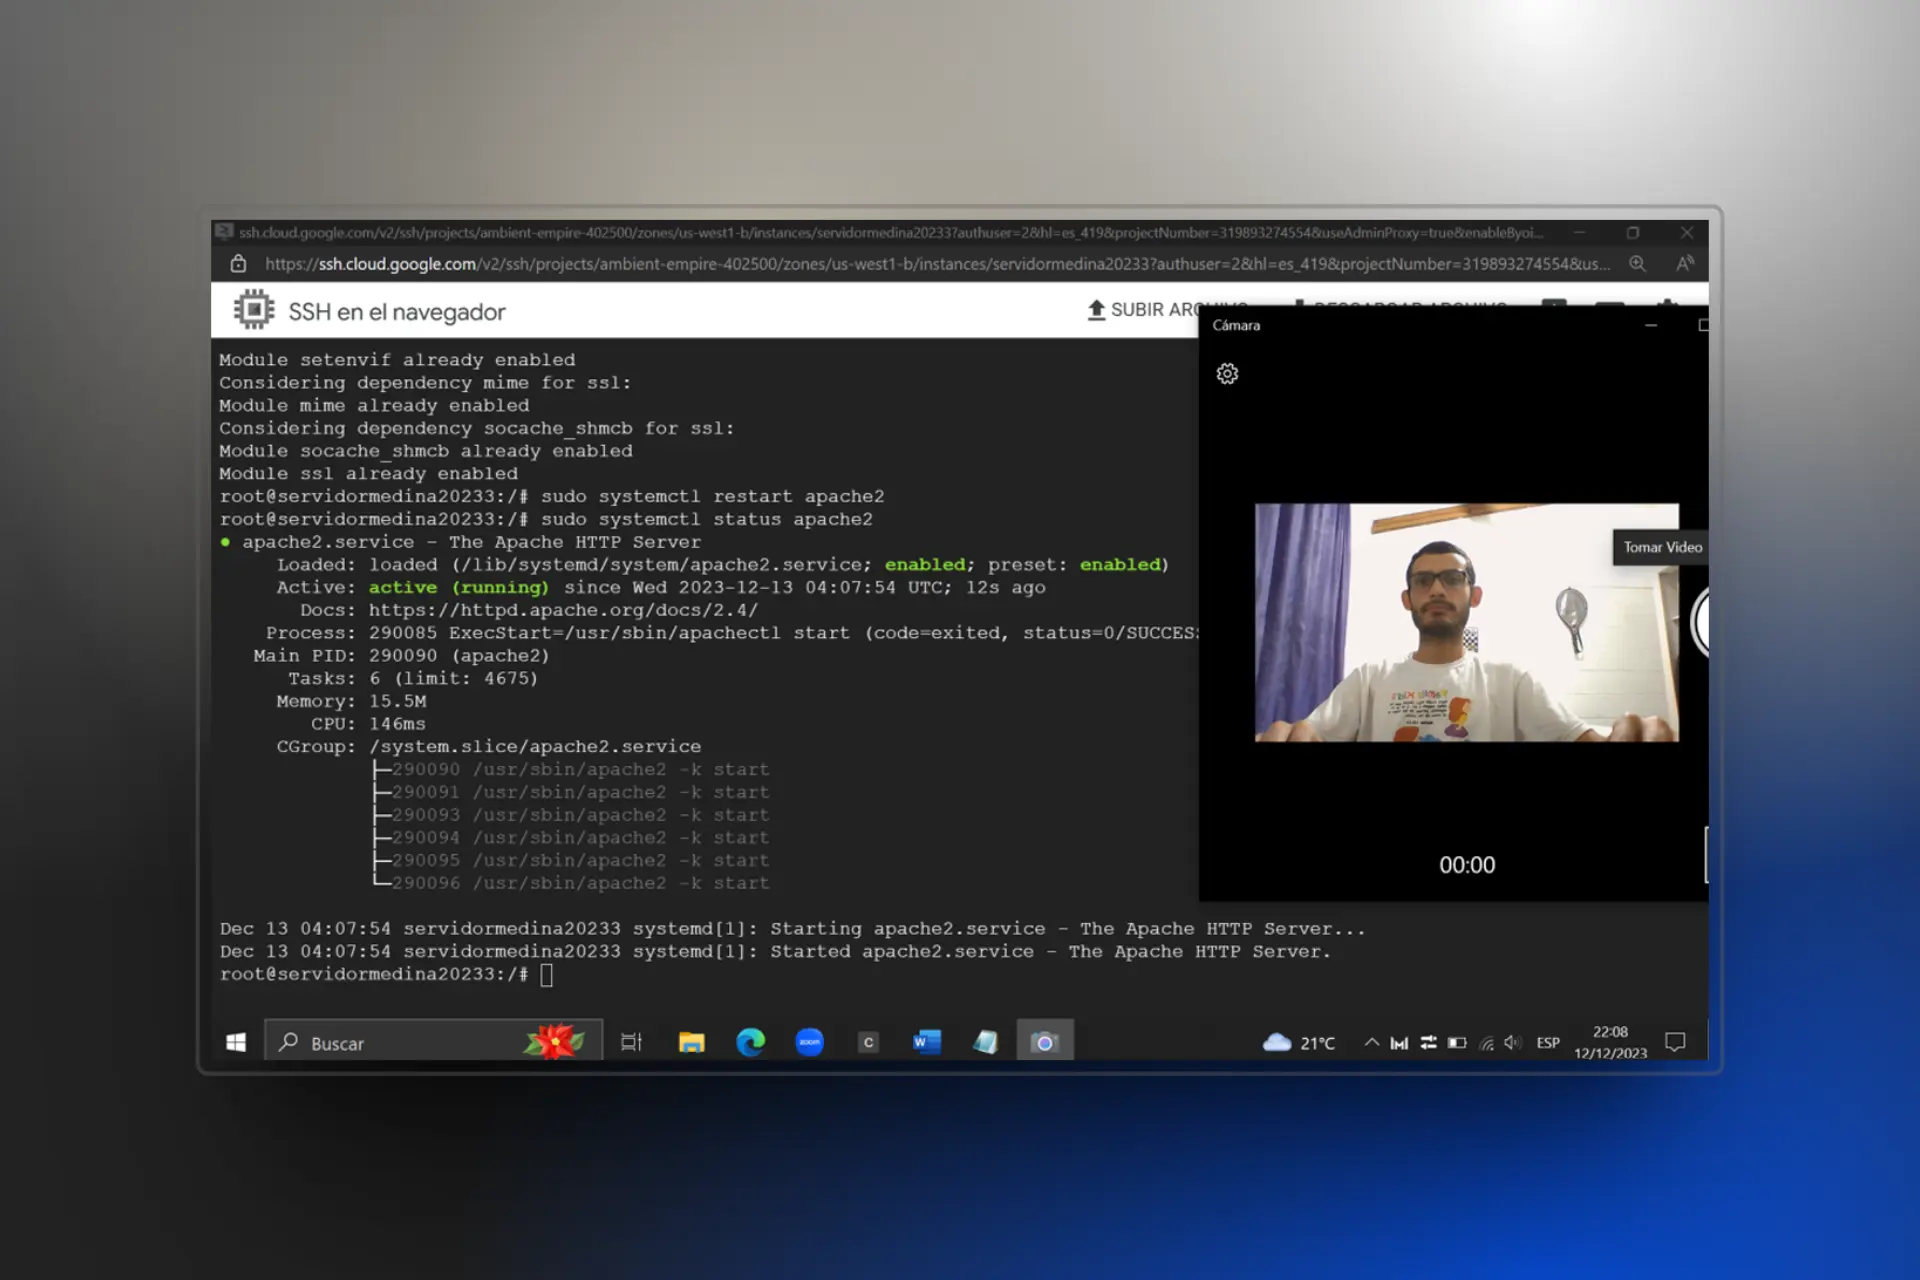 ssh.cloud.google.com/v2/ssh/projects/ambient-empire-402500/zones/us-west1-b/instances/servidormedina20233?authuser=2&hl=es_419&projectNumber=319893274554&useAdminProxy=true&enableByoi...
https://ssh.cloud.google.com/v2/ssh/projects/ambient-empire-402500/zones/us-west1-b/instances/servidormedina20233?authuser=2&hl=es_419&projectNumber=319893274554&us...
SSH en el navegador
SUBIR ARCHIVO
DESCARGAR ARCHIVO
Cámara
Module setenvif already enabled
Considering dependency mime for ssl:
Module mime already enabled
Considering dependency socache_shmcb for ssl:
Module socache_shmcb already enabled
Module ssl already enabled
root@servidormedina20233:/# sudo systemctl restart apache2
root@servidormedina20233:/# sudo systemctl status apache2
● apache2.service - The Apache HTTP Server
Loaded: loaded (/lib/systemd/system/apache2.service; enabled; preset: enabled)
Active: active (running) since Wed 2023-12-13 04:07:54 UTC; 12s ago
Docs: https://httpd.apache.org/docs/2.4/
Process: 290085 ExecStart=/usr/sbin/apachectl start (code=exited, status=0/SUCCESS
Main PID: 290090 (apache2)
Tasks: 6 (limit: 4675)
Memory: 15.5M
CPU: 146ms
CGroup: /system.slice/apache2.service
├─290090 /usr/sbin/apache2 -k start
├─290091 /usr/sbin/apache2 -k start
├─290093 /usr/sbin/apache2 -k start
├─290094 /usr/sbin/apache2 -k start
├─290095 /usr/sbin/apache2 -k start
└─290096 /usr/sbin/apache2 -k start
Tomar Video
00:00
Dec 13 04:07:54 servidormedina20233 systemd[1]: Starting apache2.service - The Apache HTTP Server...
Dec 13 04:07:54 servidormedina20233 systemd[1]: Started apache2.service - The Apache HTTP Server.
root@servidormedina20233:/#
Buscar
zoom
C
W
21°C
ESP
22:08
12/12/2023